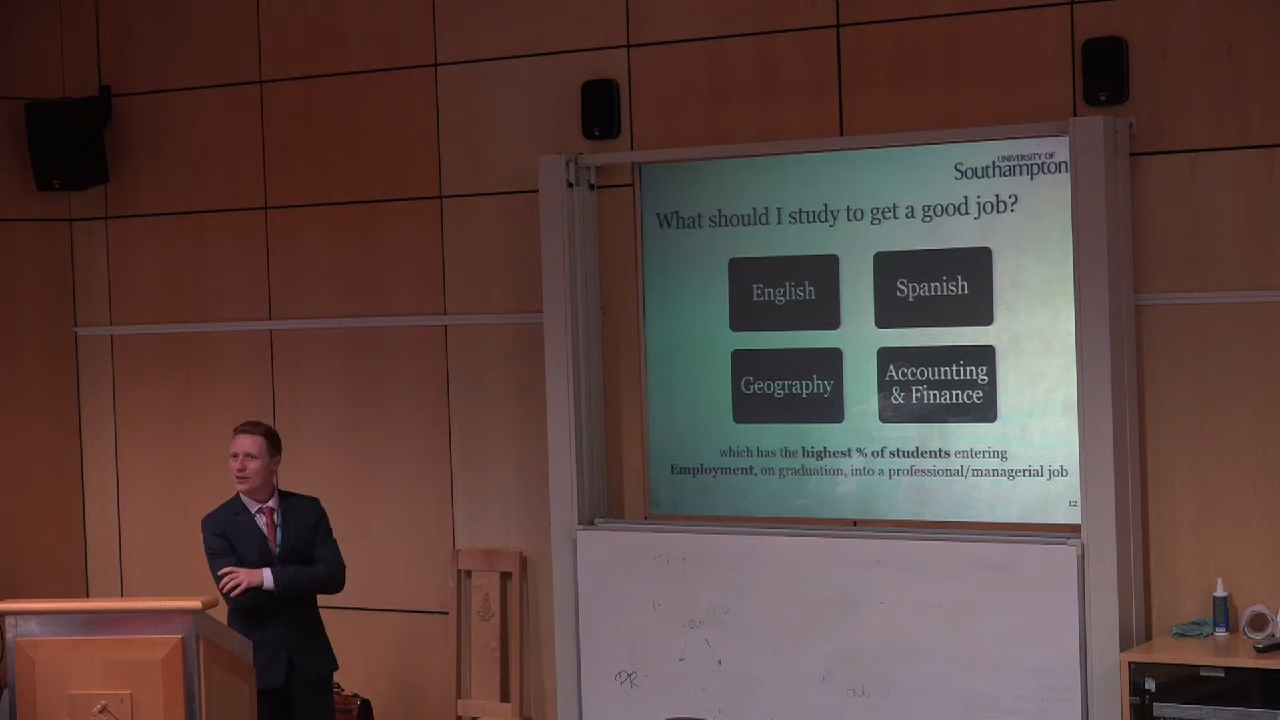 UNIVERSITY OF
Southampton
What should I study to get a good job?
English
Spanish
Geography
Accounting
& Finance
which has the highest % of students entering
Employment, on graduation, into a professional/managerial job
12
PR